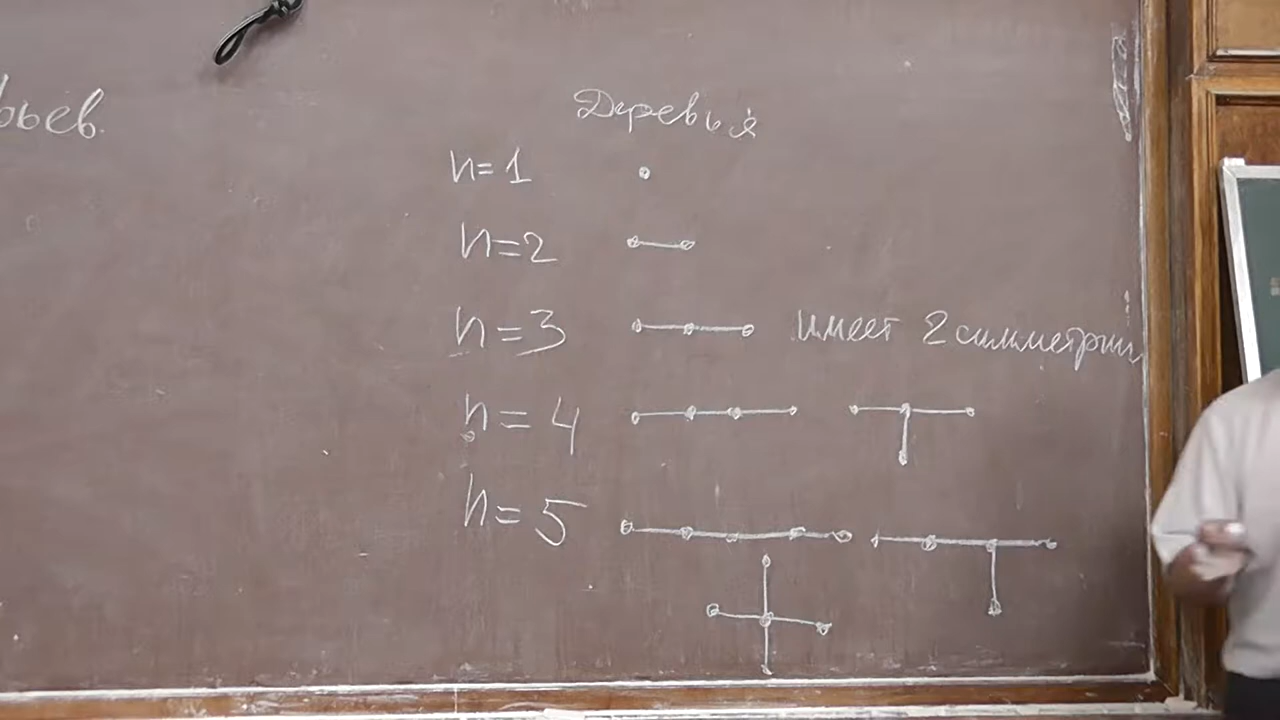 ьев.
Деревья
n=1
n=2
n=3 имеет 2 симметрии
n=4
n=5